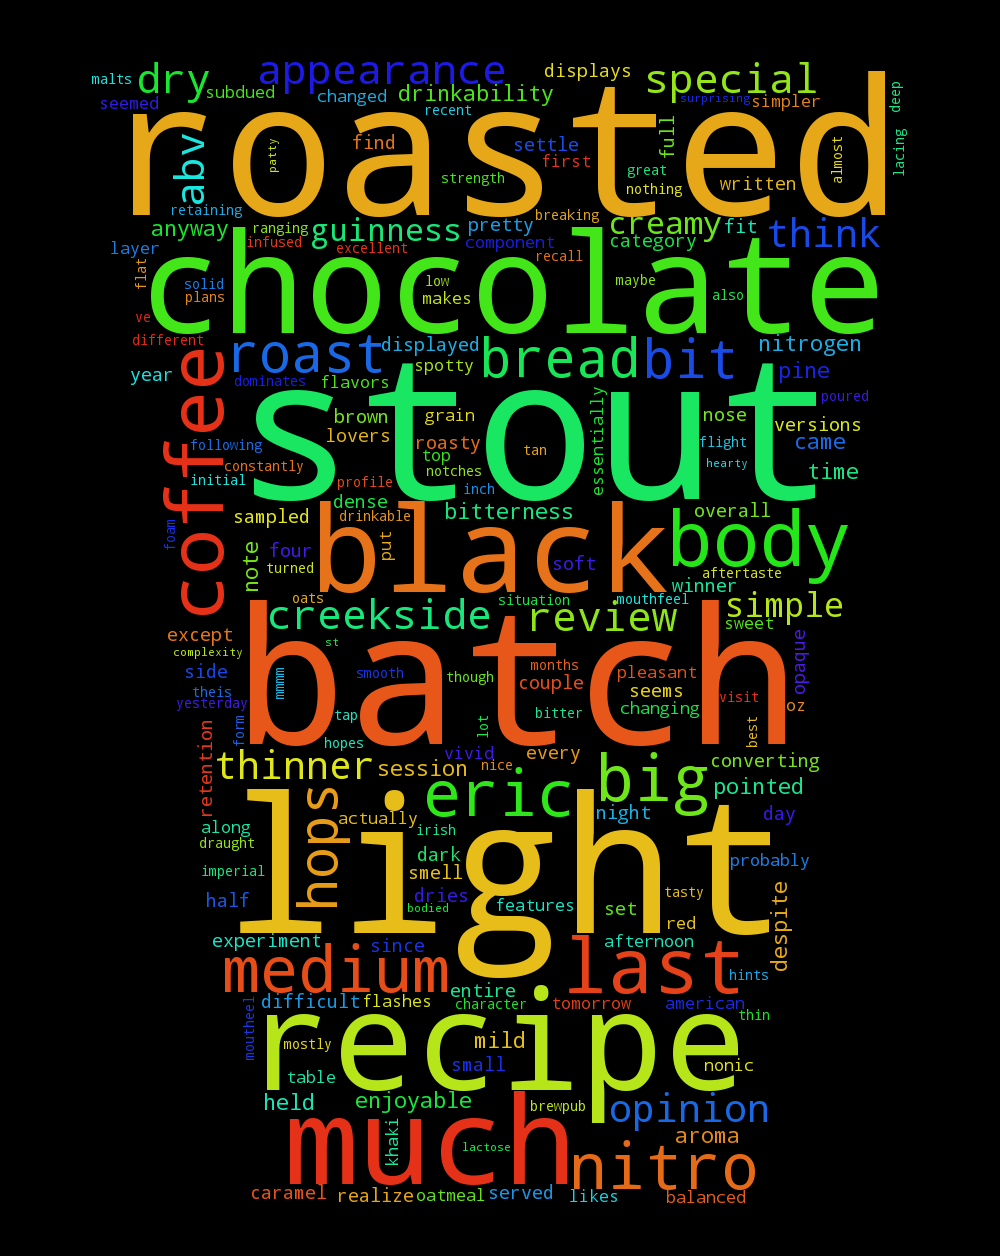 malts dry appearance displays special
seemed subdued changed drinkability surprising simpler deep
recent
roasted
abv patty find settle first full almost lacing
strength great nothing written
retaining breaking
anyway ranging guinness pretty creamy fit think
layer infused excellent component category
flat recall
chocolate
solid plans low makes maybe also
ve
different roast displayed bread bit nitrogen
year dominates flavors spotty pine
coffee
stout
poured
brown grain essentially nose versions
lovers roasty tan flight came
following top
constantly notches hearty time
initial profile inch
dense bitterness overall
foam sampled drinkable body
black
note four put soft
turned aftertaste
oats situation mouthfeel winner
creekside review simple
except st sweet
complexity opaque
batch
side mmmm smooth though months pleasant
theis couple seems visit
yesterday changing oz
form tap lot bitter best
hopes
retention vivid every
thinner session nice big converting
eric pointed
hops actually night day
along irish
draught
light
dark probably
imperial smell tasty
half dries features set despite
bodied red
experiment since afternoon
medium last hints
entire
difficult flashes character tomorrow american
mouthfeel thin
recipe
mostly mild
small nonic
table
held enjoyable brewpub opinion
much
khaki lactose aroma
nitro
caramel realize oatmeal served likes balanced